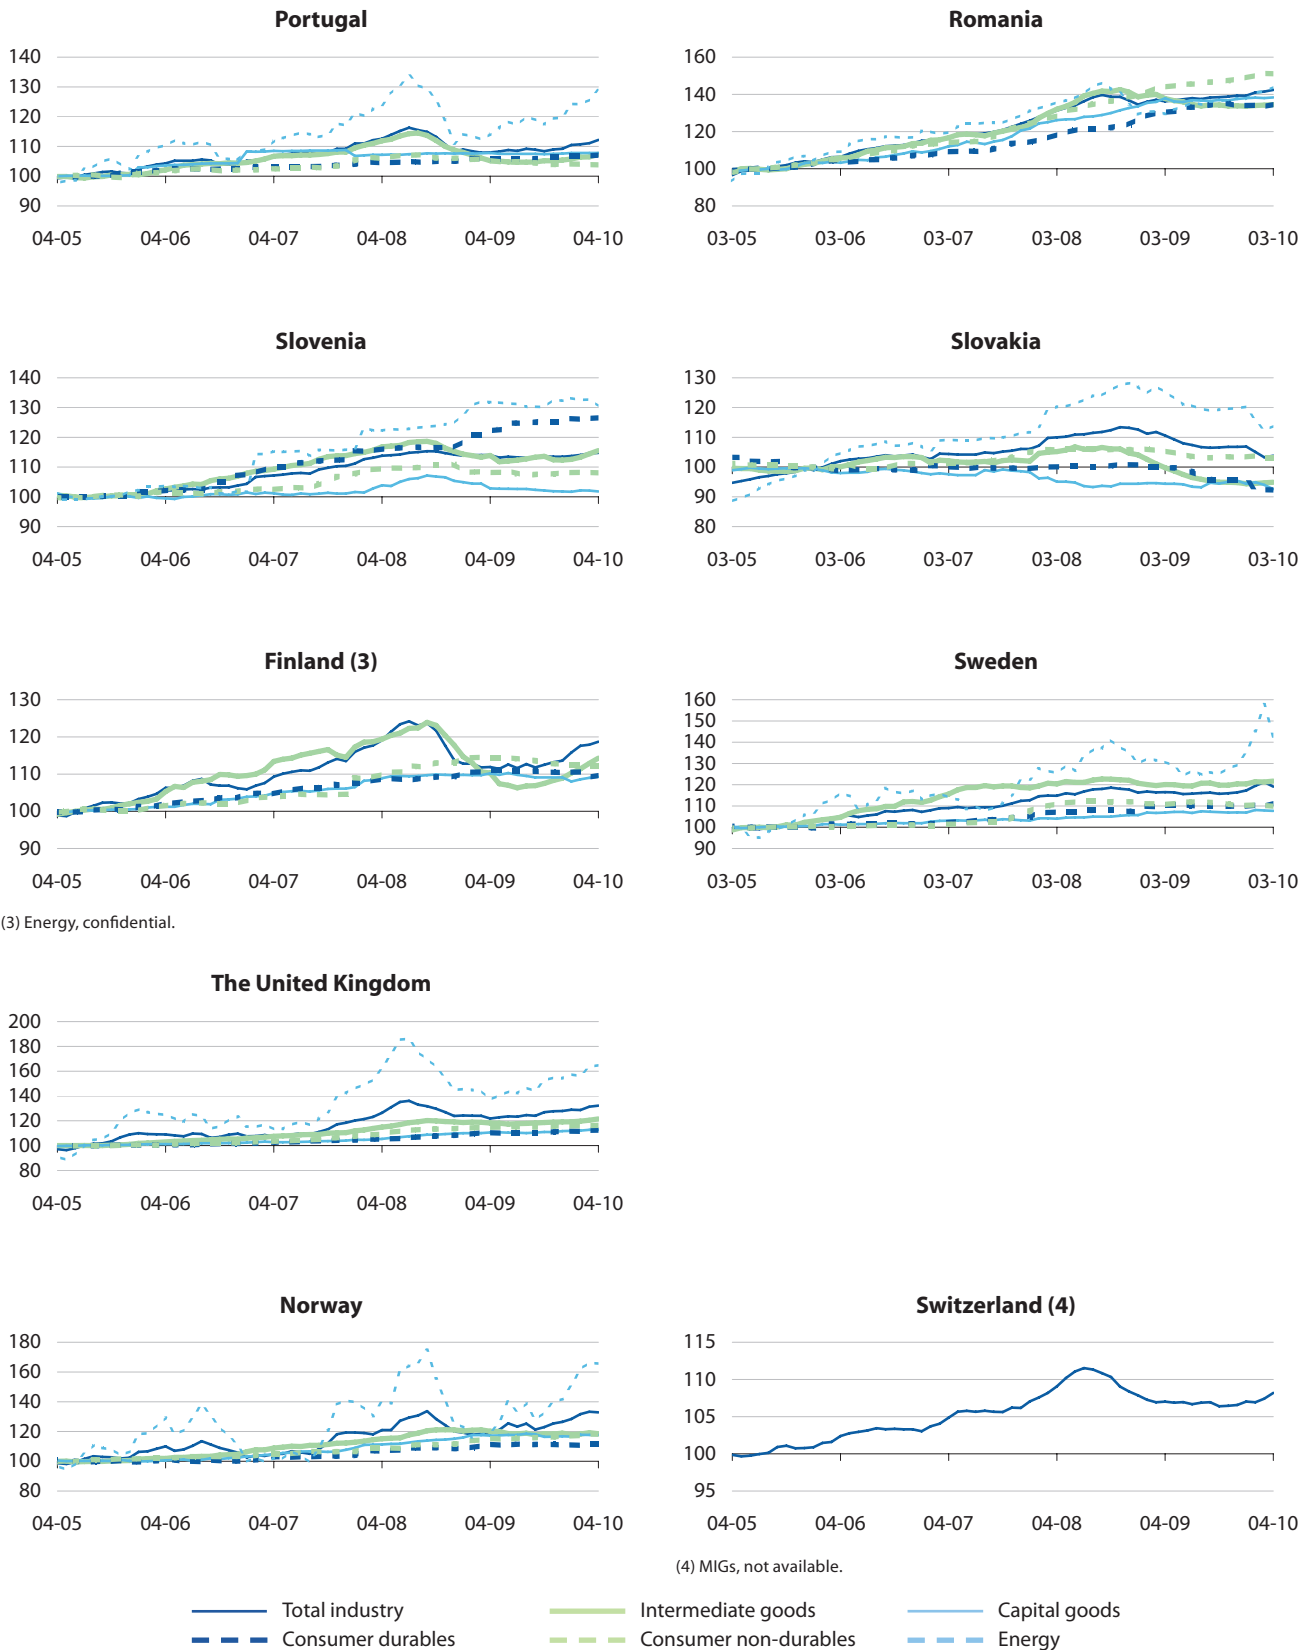 Portugal
140
130
120
110
100
90
04-05 04-06 04-07 04-08 04-09 04-10
Romania
160
140
120
100
80
03-05 03-06 03-07 03-08 03-09 03-10
Slovenia
140
130
120
110
100
90
04-05 04-06 04-07 04-08 04-09 04-10
Slovakia
130
120
110
100
90
80
03-05 03-06 03-07 03-08 03-09 03-10
Finland (3)
130
120
110
100
90
04-05 04-06 04-07 04-08 04-09 04-10
(3) Energy, confidential.
Sweden
160
150
140
130
120
110
100
90
03-05 03-06 03-07 03-08 03-09 03-10
The United Kingdom
200
180
160
140
120
100
80
04-05 04-06 04-07 04-08 04-09 04-10
Norway
180
160
140
120
100
80
04-05 04-06 04-07 04-08 04-09 04-10
Switzerland (4)
115
110
105
100
95
04-05 04-06 04-07 04-08 04-09 04-10
(4) MIGs, not available.
Total industry Intermediate goods Capital goods
Consumer durables Consumer non-durables Energy